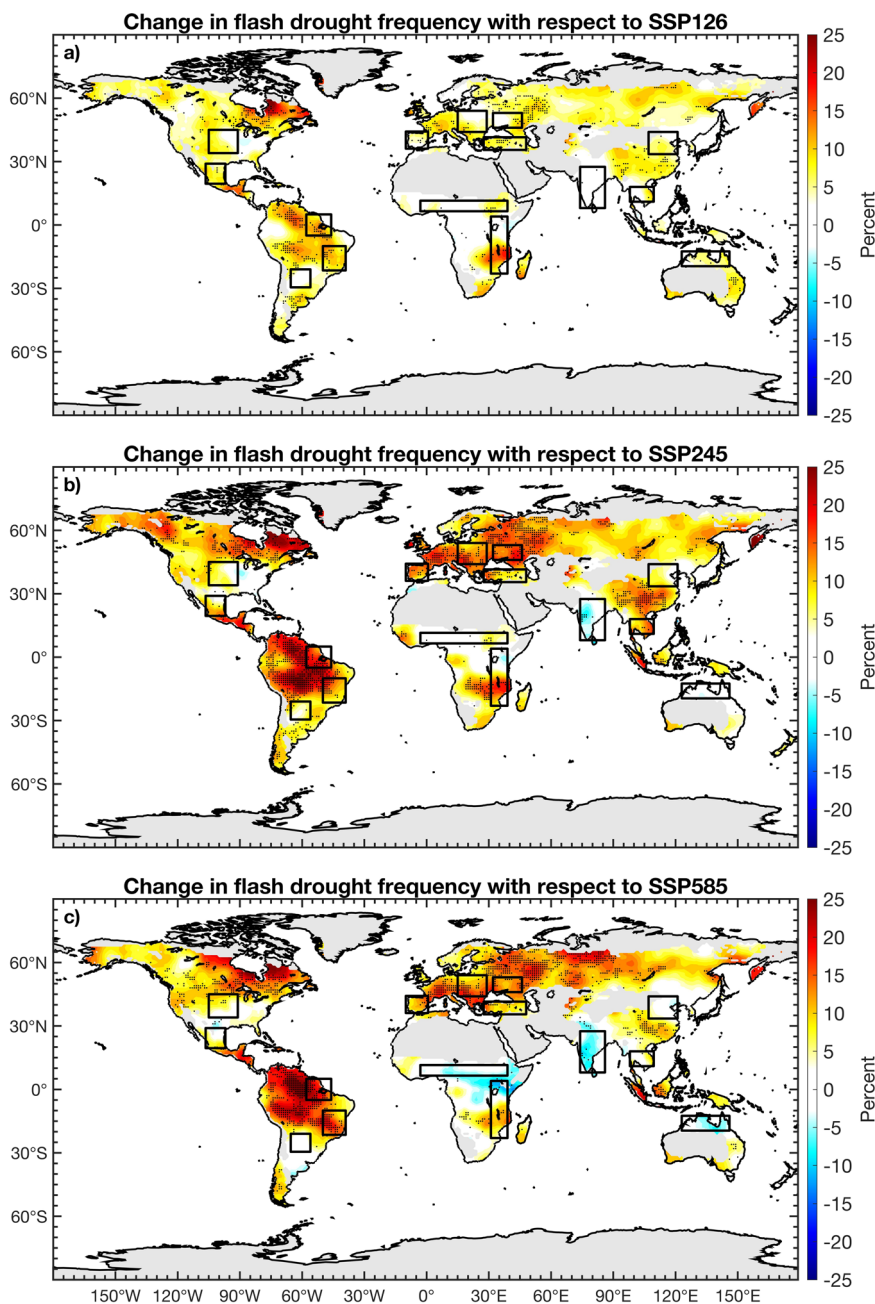 Change in flash drought frequency with respect to SSP126
a)
60°N
30°N
0°
30°S
60°S
25
20
15
10
5
0
-5
-10
-15
-20
-25
Percent
Change in flash drought frequency with respect to SSP245
b)
60°N
30°N
0°
30°S
60°S
25
20
15
10
5
0
-5
-10
-15
-20
-25
Percent
Change in flash drought frequency with respect to SSP585
c)
60°N
30°N
0°
30°S
60°S
25
20
15
10
5
0
-5
-10
-15
-20
-25
Percent
150°W 120°W 90°W 60°W 30°W 0° 30°E 60°E 90°E 120°E 150°E